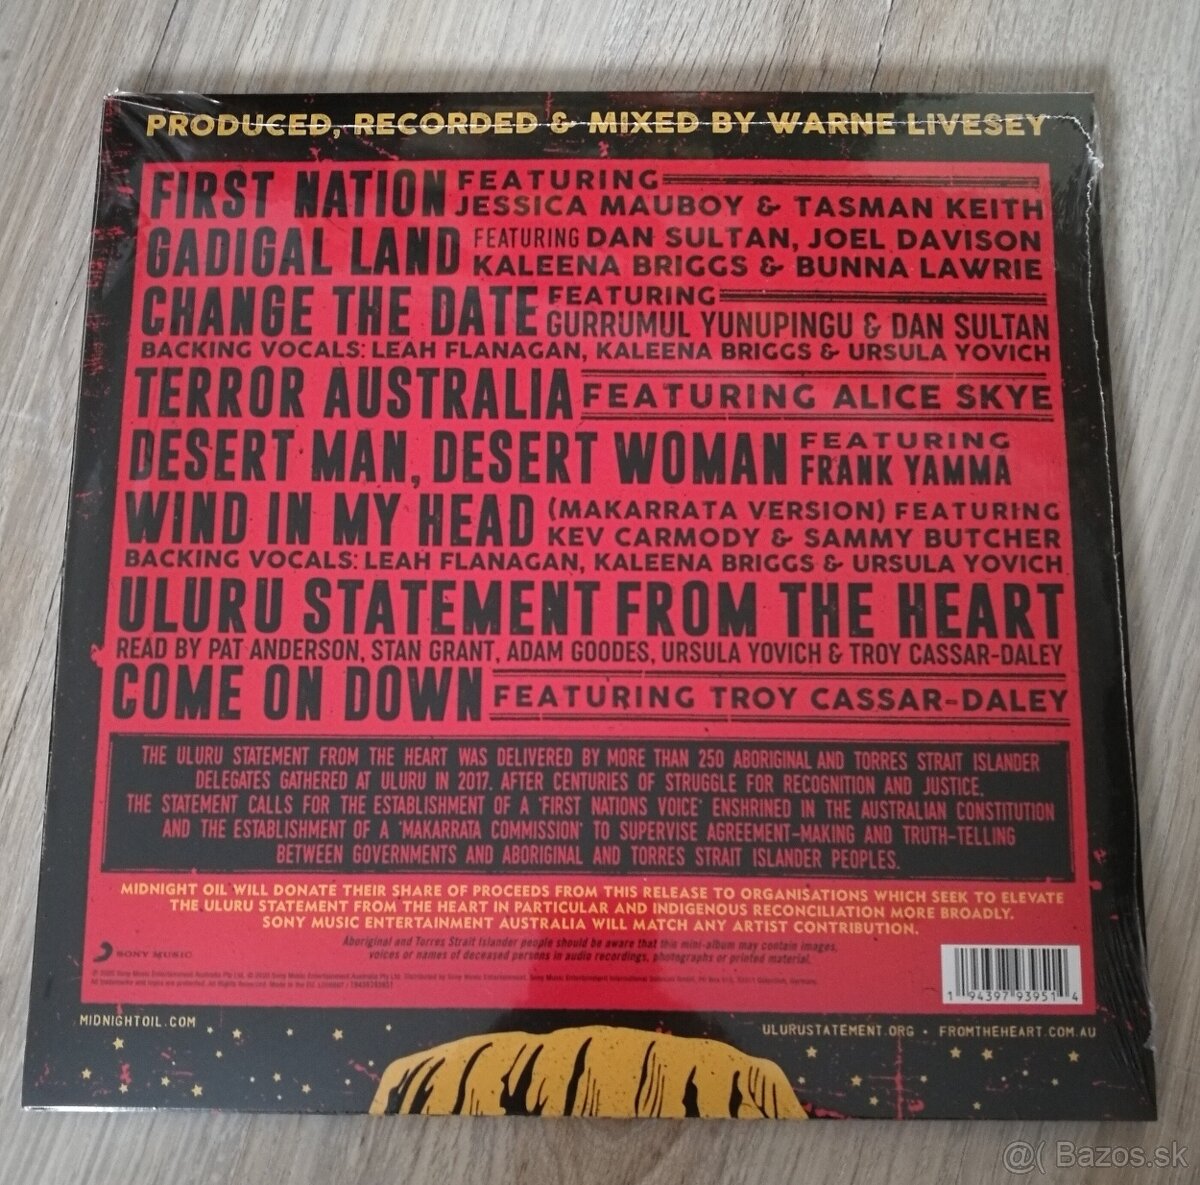 PRODUCED, RECORDED & MIXED BY WARNE LIVESEY
FIRST NATION FEATURING
JESSICA MAUBOY & TASMAN KEITH
GADIGAL LAND FEATURING DAN SULTAN, JOEL DAVISON
KALEENA BRIGGS & BUNNA LAWRIE
CHANGE THE DATE FEATURING
GURRUMUL YUNUPINGU & DAN SULTAN
BACKING VOCALS: LEAH FLANAGAN, KALEENA BRIGGS & URSULA YOVICH
TERROR AUSTRALIA FEATURING ALICE SKYE
DESERT MAN, DESERT WOMAN FEATURING
FRANK YAMMA
WIND IN MY HEAD (MAKARRATA VERSION) FEATURING
KEV CARMODY & SAMMY BUTCHER
BACKING VOCALS: LEAH FLANAGAN, KALEENA BRIGGS & URSULA YOVICH
ULURU STATEMENT FROM THE HEART
READ BY PAT ANDERSON, STAN GRANT, ADAM GOODES, URSULA YOVICH & TROY CASSAR-DALEY
COME ON DOWN FEATURING TROY CASSAR-DALEY
THE ULURU STATEMENT FROM THE HEART WAS DELIVERED BY MORE THAN 250 ABORIGINAL AND TORRES STRAIT ISLANDER
DELEGATES GATHERED AT ULURU IN 2017. AFTER CENTURIES OF STRUGGLE FOR RECOGNITION AND JUSTICE.
THE STATEMENT CALLS FOR THE ESTABLISHMENT OF A 'FIRST NATIONS VOICE' ENSHRINED IN THE AUSTRALIAN CONSTITUTION
AND THE ESTABLISHMENT OF A 'MAKARRATA COMMISSION' TO SUPERVISE AGREEMENT-MAKING AND TRUTH-TELLING
BETWEEN GOVERNMENTS AND ABORIGINAL AND TORRES STRAIT ISLANDER PEOPLES.
MIDNIGHT OIL WILL DONATE THEIR SHARE OF PROCEEDS FROM THIS RELEASE TO ORGANISATIONS WHICH SEEK TO ELEVATE
THE ULURU STATEMENT FROM THE HEART IN PARTICULAR AND INDIGENOUS RECONCILIATION MORE BROADLY.
SONY MUSIC ENTERTAINMENT AUSTRALIA WILL MATCH ANY ARTIST CONTRIBUTION.
Aboriginal and Torres Strait Islander people should be aware that this mini-album may contain images,
voices or names of deceased persons in audio recordings, photographs or printed material.
SONY MUSIC
1 94397 93951 4
MIDNIGHTOIL.COM
ULURUSTATEMENT.ORG • FROMTHEHEART.COM.AU
@( Bazos.sk